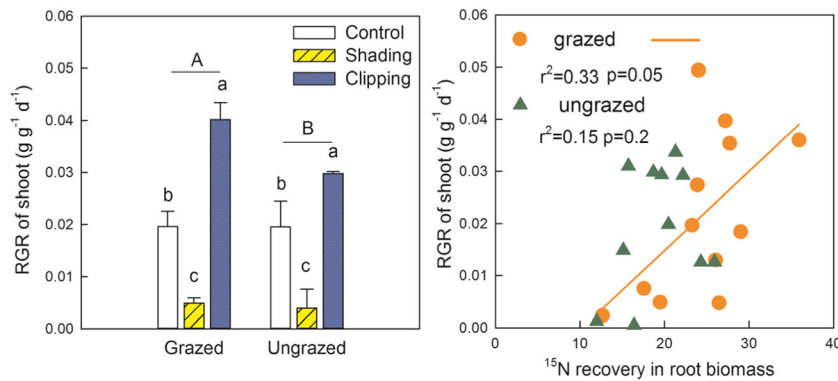 RGR of shoot (g g⁻¹ d⁻¹)
0.06
0.05
0.04
0.03
0.02
0.01
0.00
Control
Shading
Clipping
A
a
b
c
B
a
b
c
Grazed
Ungrazed
RGR of shoot (g g⁻¹ d⁻¹)
0.06
0.05
0.04
0.03
0.02
0.01
0.00
grazed
r²=0.33 p=0.05
ungrazed
r²=0.15 p=0.2
0
10
20
30
40
¹⁵N recovery in root biomass